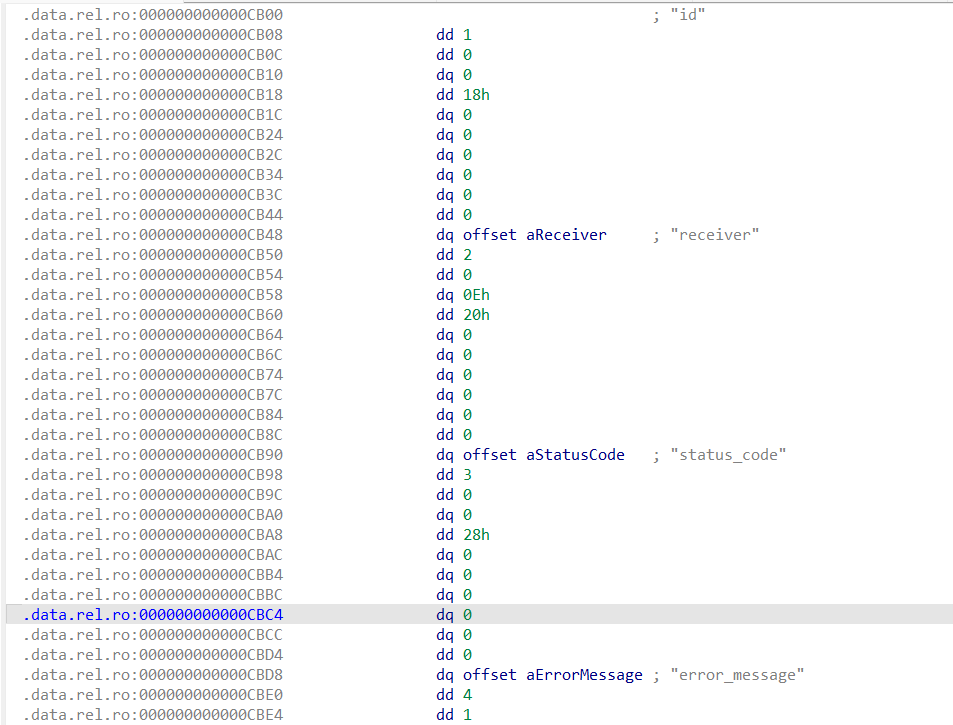 .data.rel.ro:000000000000CB00 ; "id"
.data.rel.ro:000000000000CB08 dd 1
.data.rel.ro:000000000000CB0C dd 0
.data.rel.ro:000000000000CB10 dq 0
.data.rel.ro:000000000000CB18 dd 18h
.data.rel.ro:000000000000CB1C dq 0
.data.rel.ro:000000000000CB24 dq 0
.data.rel.ro:000000000000CB2C dq 0
.data.rel.ro:000000000000CB34 dq 0
.data.rel.ro:000000000000CB3C dq 0
.data.rel.ro:000000000000CB44 dd 0
.data.rel.ro:000000000000CB48 dq offset aReceiver ; "receiver"
.data.rel.ro:000000000000CB50 dd 2
.data.rel.ro:000000000000CB54 dd 0
.data.rel.ro:000000000000CB58 dq 0Eh
.data.rel.ro:000000000000CB60 dd 20h
.data.rel.ro:000000000000CB64 dq 0
.data.rel.ro:000000000000CB6C dq 0
.data.rel.ro:000000000000CB74 dq 0
.data.rel.ro:000000000000CB7C dq 0
.data.rel.ro:000000000000CB84 dq 0
.data.rel.ro:000000000000CB8C dd 0
.data.rel.ro:000000000000CB90 dq offset aStatusCode ; "status_code"
.data.rel.ro:000000000000CB98 dd 3
.data.rel.ro:000000000000CB9C dd 0
.data.rel.ro:000000000000CBA0 dq 0
.data.rel.ro:000000000000CBA8 dd 28h
.data.rel.ro:000000000000CBAC dq 0
.data.rel.ro:000000000000CBB4 dq 0
.data.rel.ro:000000000000CBBC dq 0
.data.rel.ro:000000000000CBC4 dq 0
.data.rel.ro:000000000000CBCC dq 0
.data.rel.ro:000000000000CBD4 dd 0
.data.rel.ro:000000000000CBD8 dq offset aErrorMessage ; "error_message"
.data.rel.ro:000000000000CBE0 dd 4
.data.rel.ro:000000000000CBE4 dd 1